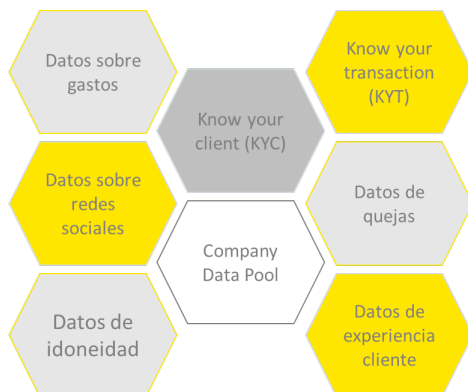 Datos sobre
gastos
Know your
client (KYC)
Know your
transaction
(KYT)
Datos sobre
redes
sociales
Company
Data Pool
Datos de
quejas
Datos de
idoneidad
Datos de
experiencia
cliente